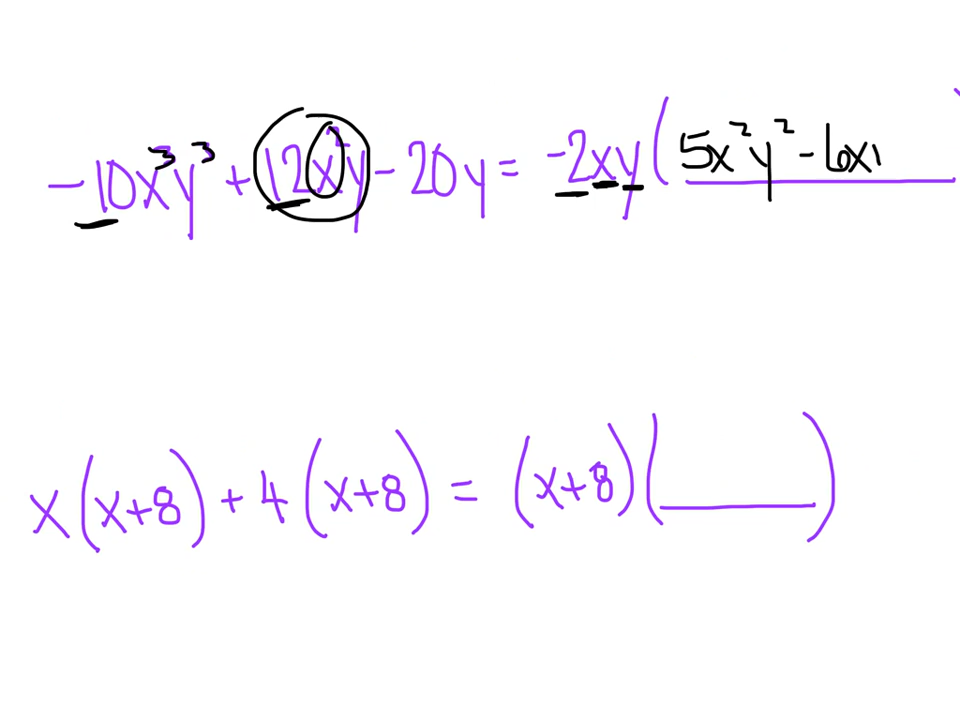 -10x³y³ + 12x²y - 20y = -2xy( 5x²y² - 6x
x(x+8) + 4(x+8) = (x+8)(____)